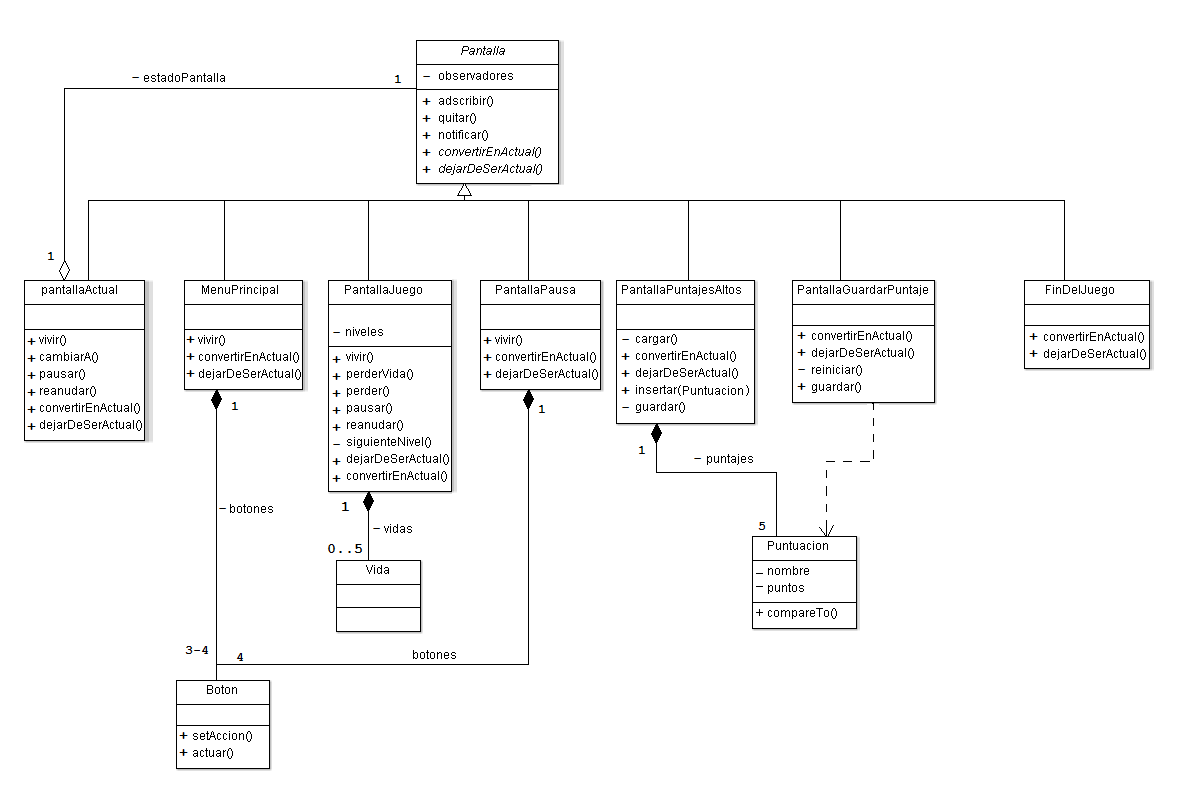 Pantalla
− observadores
+ adscribir()
+ quitar()
+ notificar()
+ convertirEnActual()
+ dejarDeSerActual()
− estadoPantalla
1
1
pantallaActual
+ vivir()
+ cambiarA()
+ pausar()
+ reanudar()
+ convertirEnActual()
+ dejarDeSerActual()
MenuPrincipal
+ vivir()
+ convertirEnActual()
+ dejarDeSerActual()
PantallaJuego
− niveles
+ vivir()
+ perderVida()
+ perder()
+ pausar()
+ reanudar()
− siguienteNivel()
+ dejarDeSerActual()
+ convertirEnActual()
PantallaPausa
+ vivir()
+ convertirEnActual()
+ dejarDeSerActual()
PantallaPuntajesAltos
− cargar()
+ convertirEnActual()
+ dejarDeSerActual()
+ insertar(Puntuacion)
− guardar()
PantallaGuardarPuntaje
+ convertirEnActual()
+ dejarDeSerActual()
− reiniciar()
+ guardar()
FinDelJuego
+ convertirEnActual()
+ dejarDeSerActual()
1
1
1
1
− puntajes
− botones
− vidas
0..5
5
Vida
Puntuacion
− nombre
− puntos
+ compareTo()
3−4
4
botones
Boton
+ setAccion()
+ actuar()